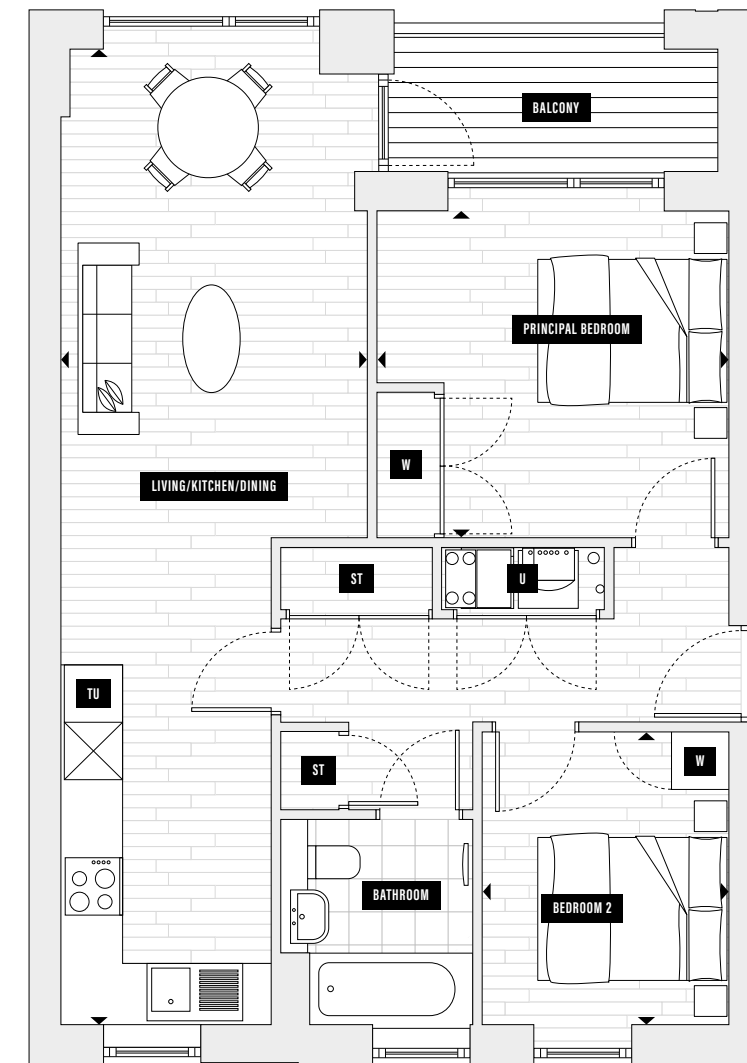 BALCONY
PRINCIPAL BEDROOM
W
LIVING/KITCHEN/DINING
ST
U
TU
ST
W
BATHROOM
BEDROOM 2